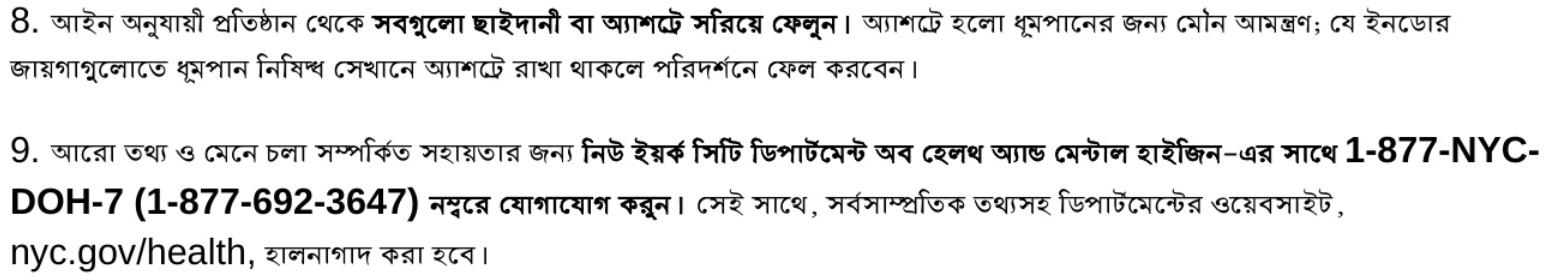 8. আইন অনুযায়ী প্রতিষ্ঠান থেকে সবগুলো ছাইদানী বা অ্যাশট্রে সরিয়ে ফেলুন। অ্যাশট্রে হলো ধূমপানের জন্য মৌন আমন্ত্রণ; যে ইনডোর
জায়গাগুলোতে ধূমপান নিষিদ্ধ সেখানে অ্যাশট্রে রাখা থাকলে পরিদর্শনে ফেল করবেন।
9. আরো তথ্য ও মেনে চলা সম্পর্কিত সহায়তার জন্য নিউ ইয়র্ক সিটি ডিপার্টমেন্ট অব হেলথ অ্যান্ড মেন্টাল হাইজিন-এর সাথে 1-877-NYC-
DOH-7 (1-877-692-3647) নম্বরে যোগাযোগ করুন। সেই সাথে, সর্বসাম্প্রতিক তথ্যসহ ডিপার্টমেন্টের ওয়েবসাইট,
nyc.gov/health, হালনাগাদ করা হবে।